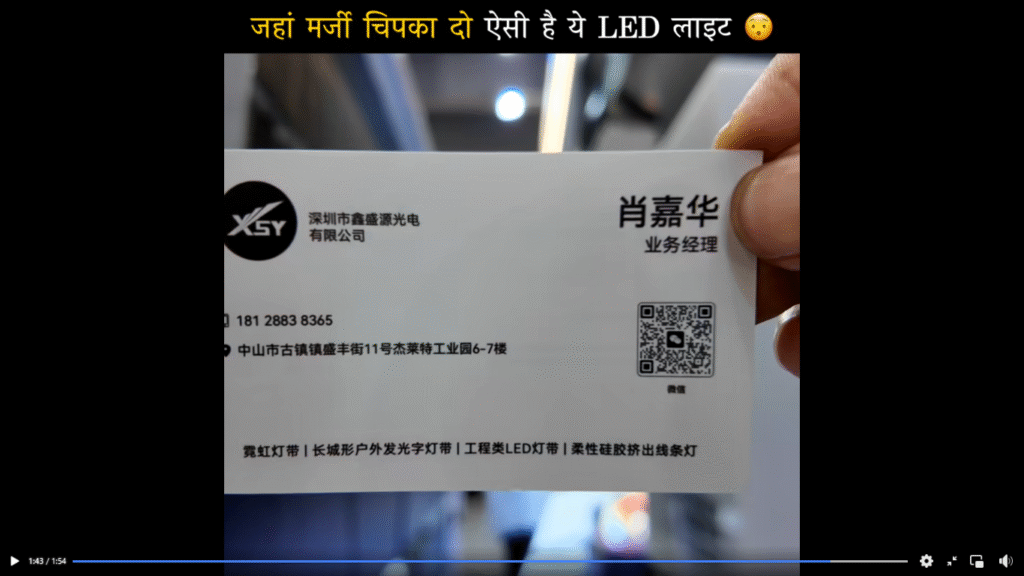 जहां मर्जी चिपका दो ऐसी है ये LED लाइट 😯
XSY
深圳市鑫盛源光电
有限公司
肖嘉华
业务经理
181 2883 8365
中山市古镇镇盛丰街11号杰莱特工业园6-7楼
微信
霓虹灯带 | 长城形户外发光字灯带 | 工程类LED灯带 | 柔性硅胶挤出线条灯
1:43 / 1:54